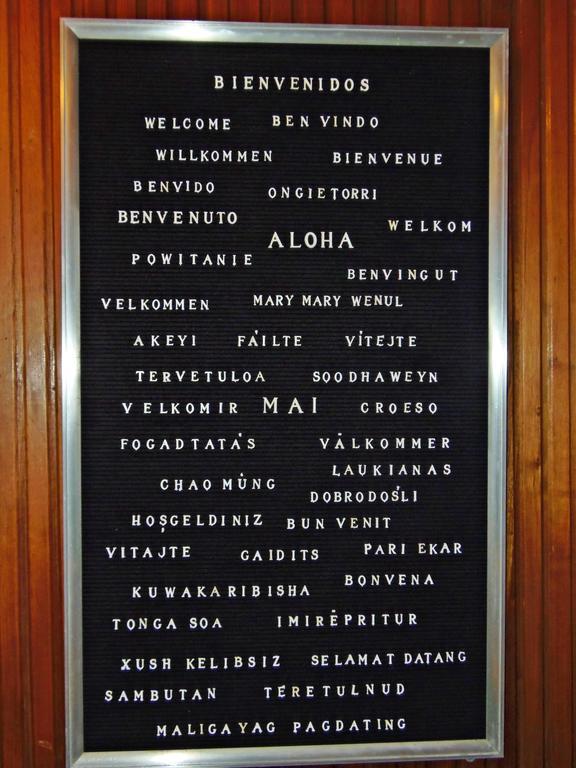 BIENVENIDOS
WELCOME BEN VINDO
WILLKOMMEN BIENVENUE
BENVIDO ONGIETORRI
BENVENUTO WELKOM
ALOHA
POWITANIE BENVINGUT
VELKOMMEN MARY MARY WENUL
AKEYI FÁILTE VÍTEJTE
TERVETULOA SOODHAWEYN
VELKOMIR MAI CROESO
FOGADTATÁS VÄLKOMMER
LAUKIANAS
CHAO MÛNG
DOBRODOŚLI
HOŞGELDINIZ BUN VENIT
VITAJTE GAIDITS PARI EKAR
KUWAKARIBISHA BONVENA
TONGA SOA IMIRËPRITUR
XUSH KELIBSIZ SELAMAT DATANG
SAMBUTAN TERETULNUD
MALIGAYAG PAGDATING